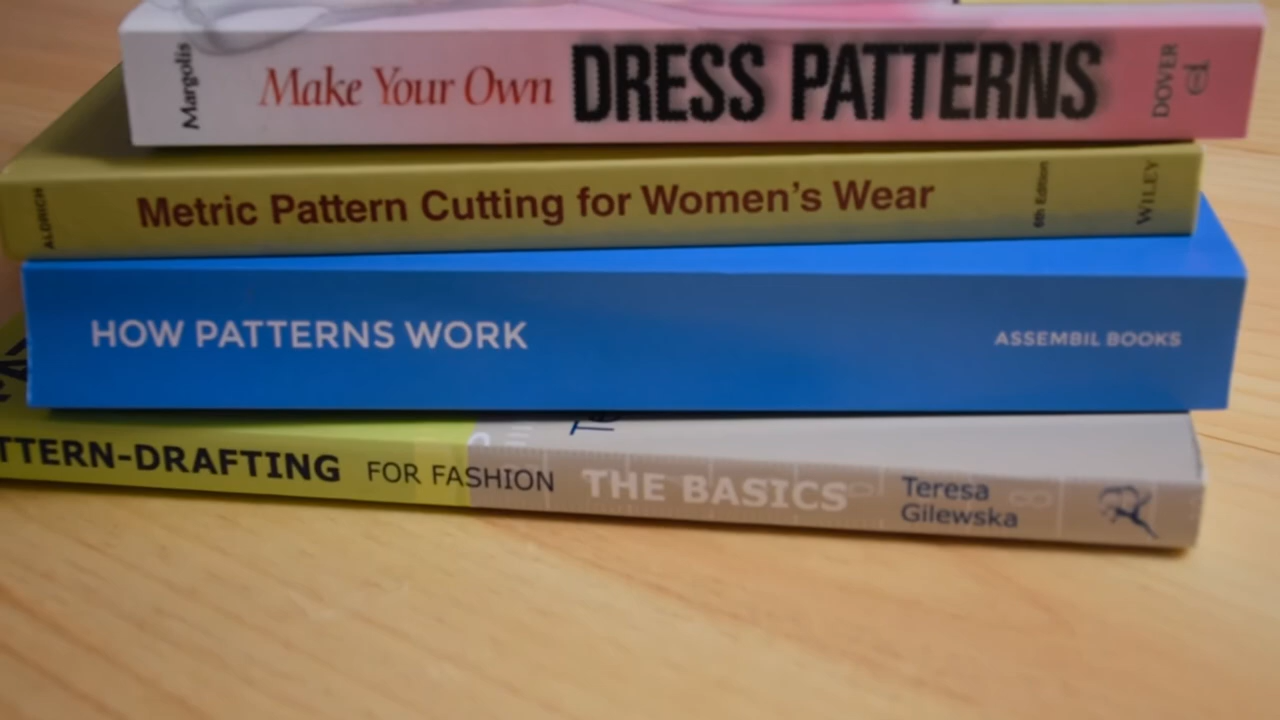 Margolis Make Your Own DRESS PATTERNS DOVER
ALDRICH Metric Pattern Cutting for Women's Wear 6th Edition WILEY
HOW PATTERNS WORK ASSEMBIL BOOKS
TTERN-DRAFTING FOR FASHION THE BASICS Teresa
Gilewska